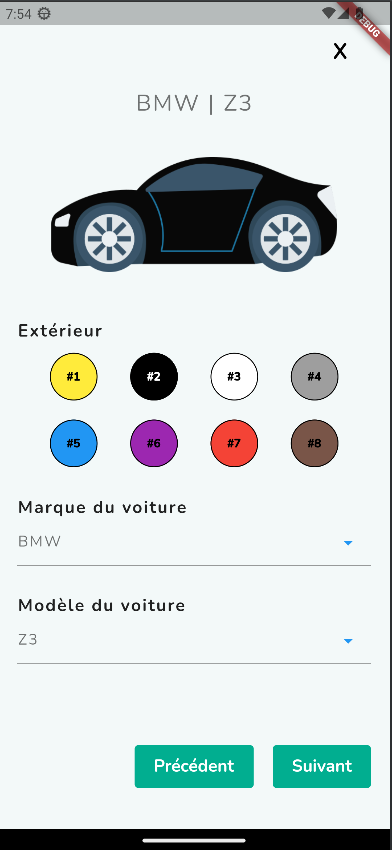 7:54
DEBUG
X
BMW | Z3
Extérieur
#1 #2 #3 #4
#5 #6 #7 #8
Marque du voiture
BMW
Modèle du voiture
Z3
Précédent Suivant